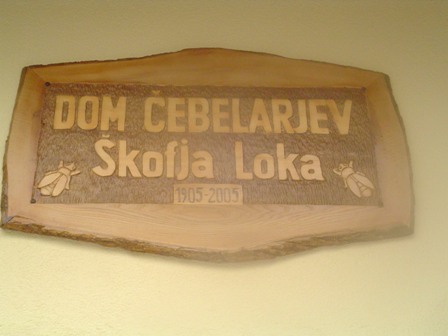 DOM ČEBELARJEV
Škofja Loka
1905-2005